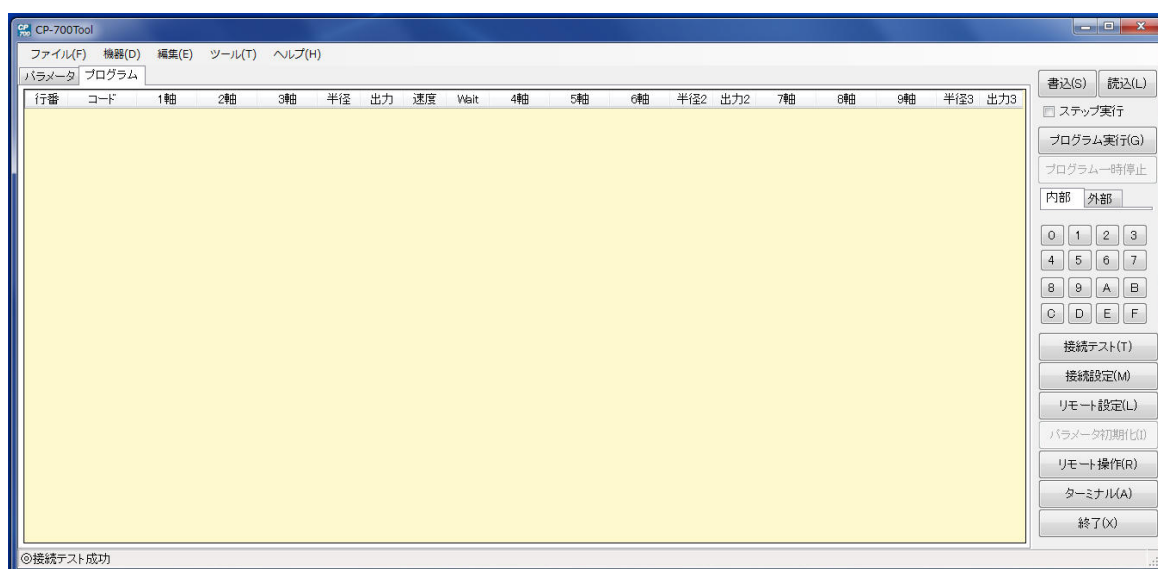 CP-700Tool
ファイル(F) 機器(D) 編集(E) ツール(T) ヘルプ(H)
パラメータ プログラム
行番 コード 1軸 2軸 3軸 半径 出力 速度 Wait 4軸 5軸 6軸 半径2 出力2 7軸 8軸 9軸 半径3 出力3
書込(S) 読込(L)
ステップ実行
プログラム実行(G)
プログラム一時停止
内部 外部
0 1 2 3
4 5 6 7
8 9 A B
C D E F
接続テスト(T)
接続設定(M)
リモート設定(L)
パラメータ初期化(I)
リモート操作(R)
ターミナル(A)
終了(X)
◎接続テスト成功